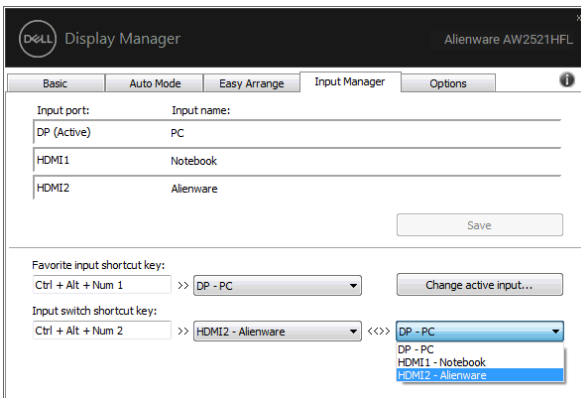 DELL Display Manager Alienware AW2521HFL
Basic Auto Mode Easy Arrange Input Manager Options
Input port: Input name:
DP (Active) PC
HDMI1 Notebook
HDMI2 Alienware
Save
Favorite input shortcut key:
Ctrl + Alt + Num 1 >> DP - PC Change active input...
Input switch shortcut key:
Ctrl + Alt + Num 2 >> HDMI2 - Alienware <<>> DP - PC
DP - PC
HDMI1 - Notebook
HDMI2 - Alienware